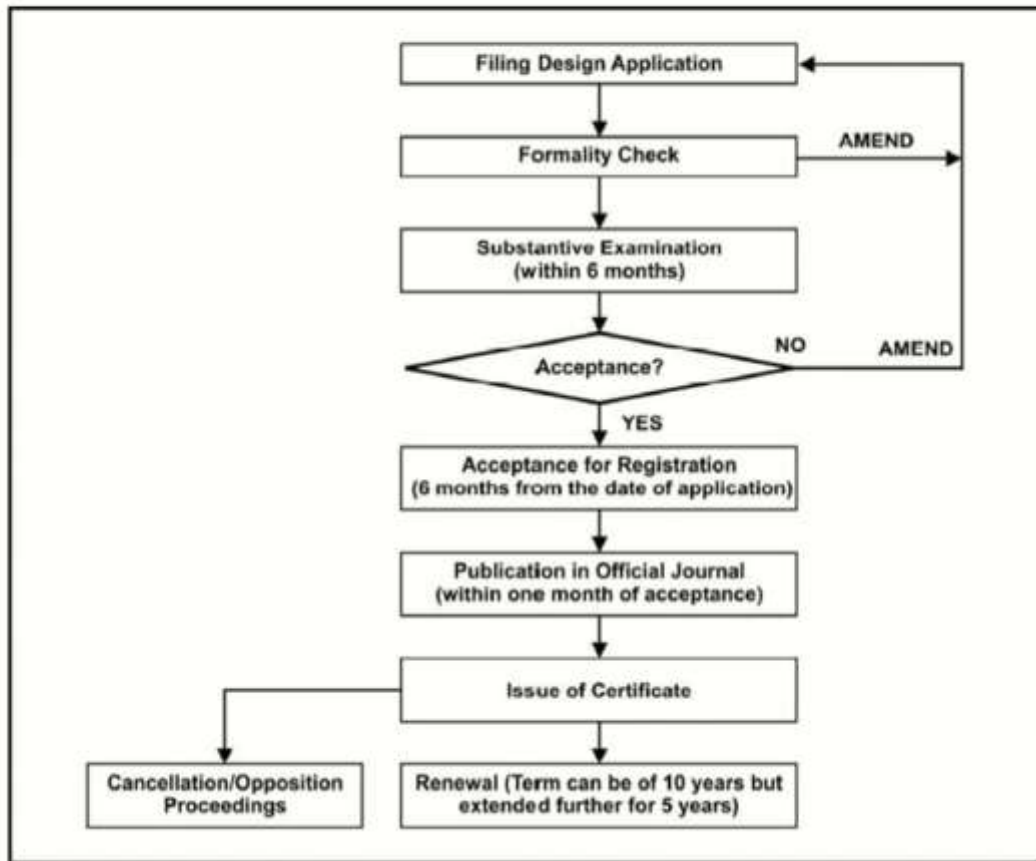 Filing Design Application
Formality Check
AMEND
Substantive Examination
(within 6 months)
Acceptance?
NO
AMEND
YES
Acceptance for Registration
(6 months from the date of application)
Publication in Official Journal
(within one month of acceptance)
Issue of Certificate
Cancellation/Opposition
Proceedings
Renewal (Term can be of 10 years but
extended further for 5 years)